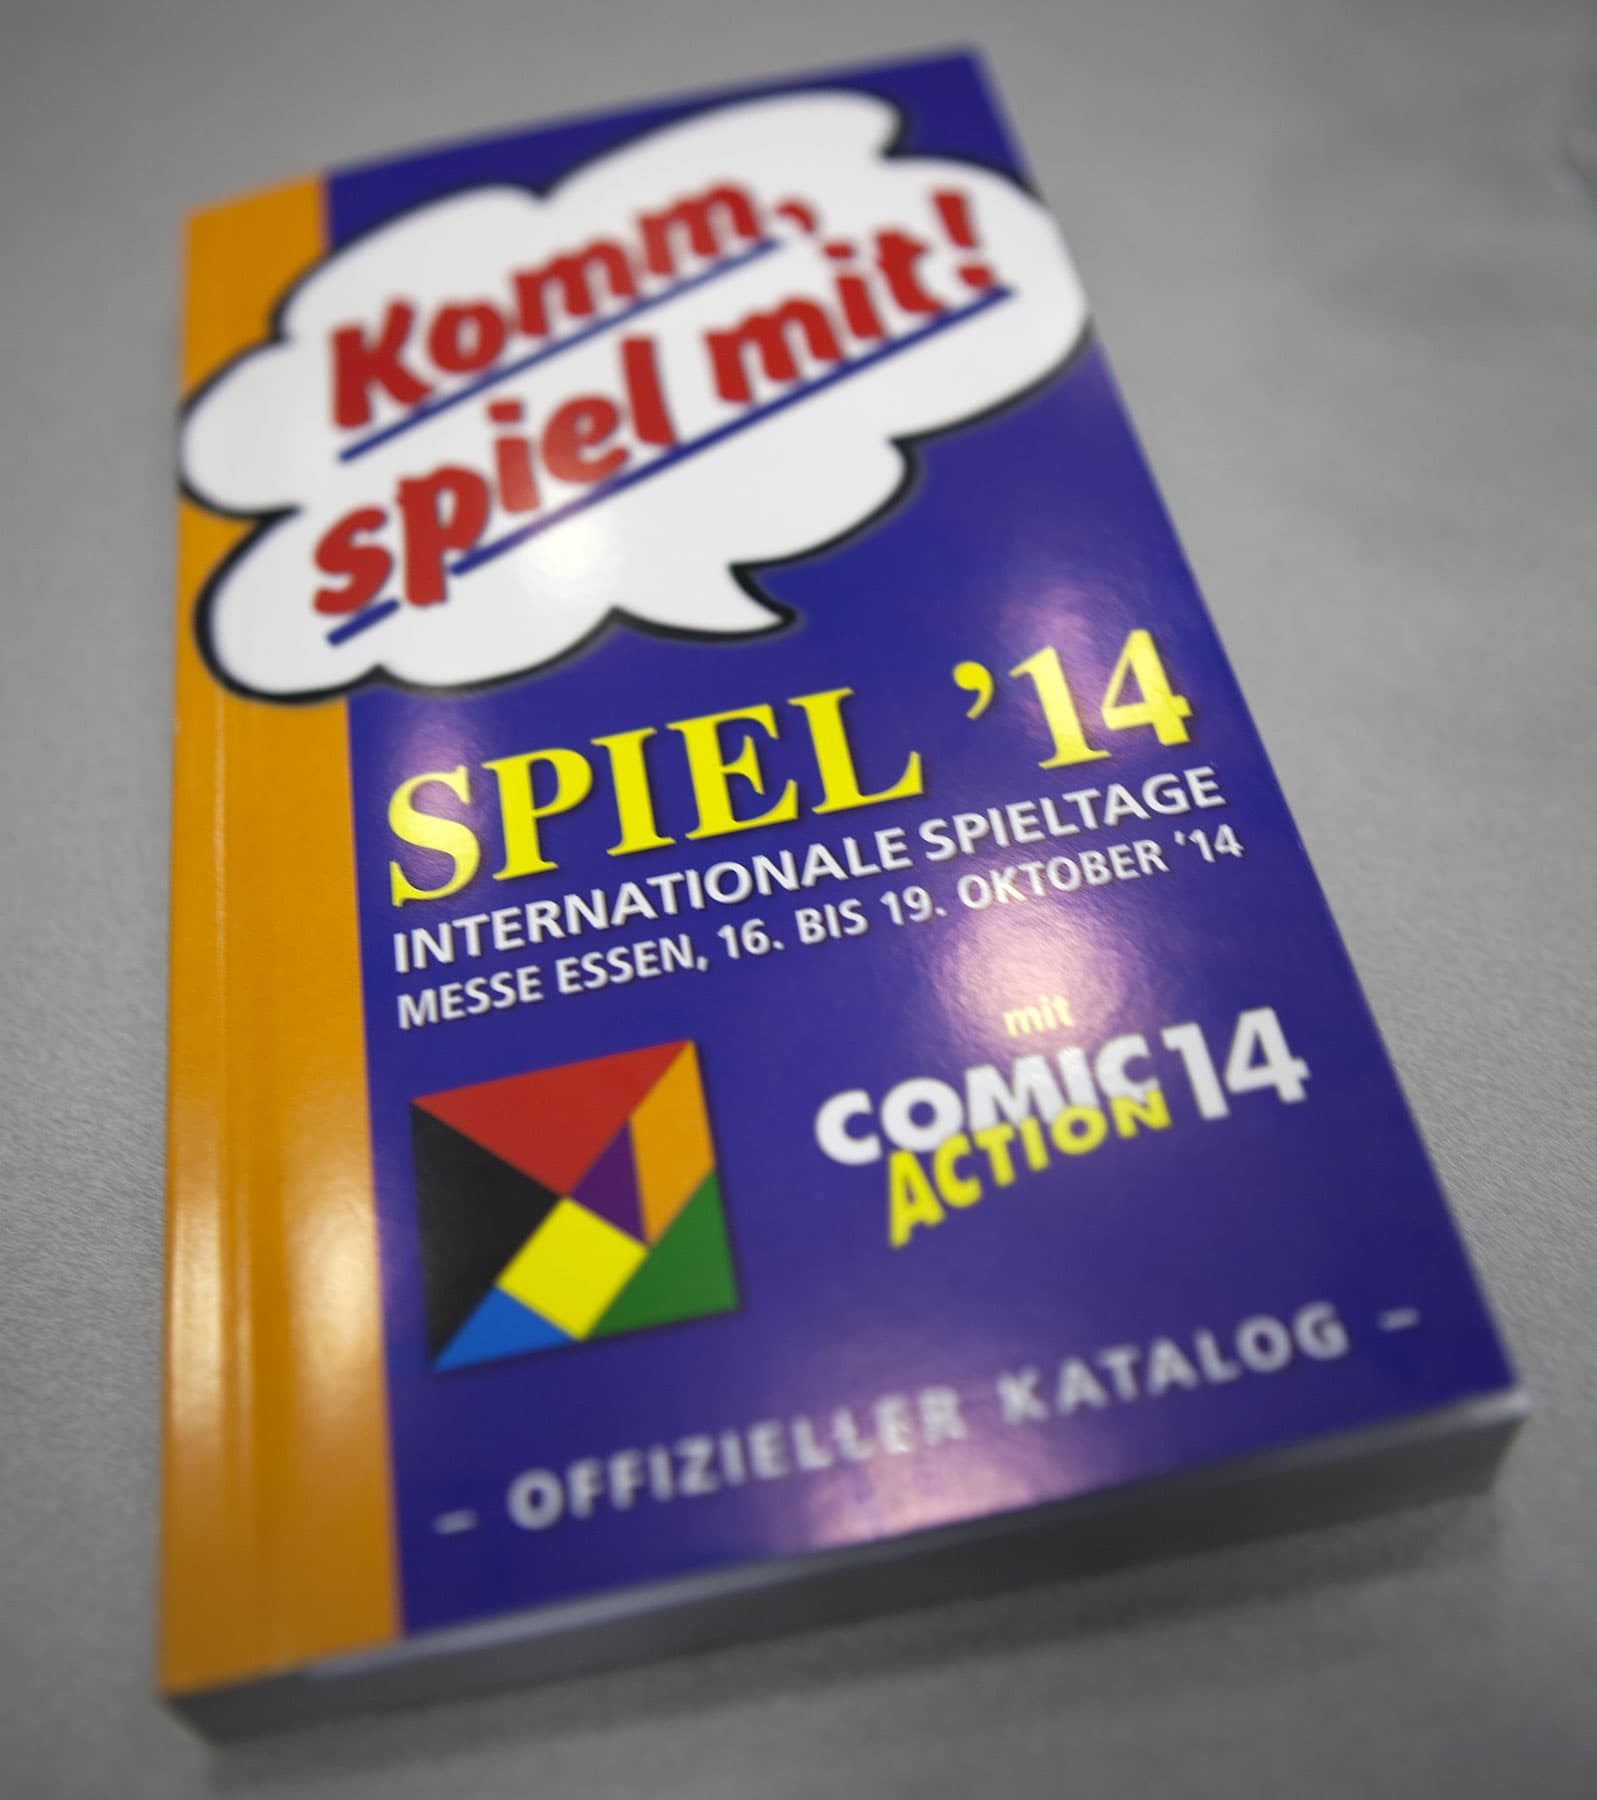 Komm,
spiel mit!
SPIEL ’14
INTERNATIONALE SPIELTAGE
MESSE ESSEN, 16. BIS 19. OKTOBER ’14
mit
COMIC 14
ACTION
– OFFIZIELLER KATALOG –